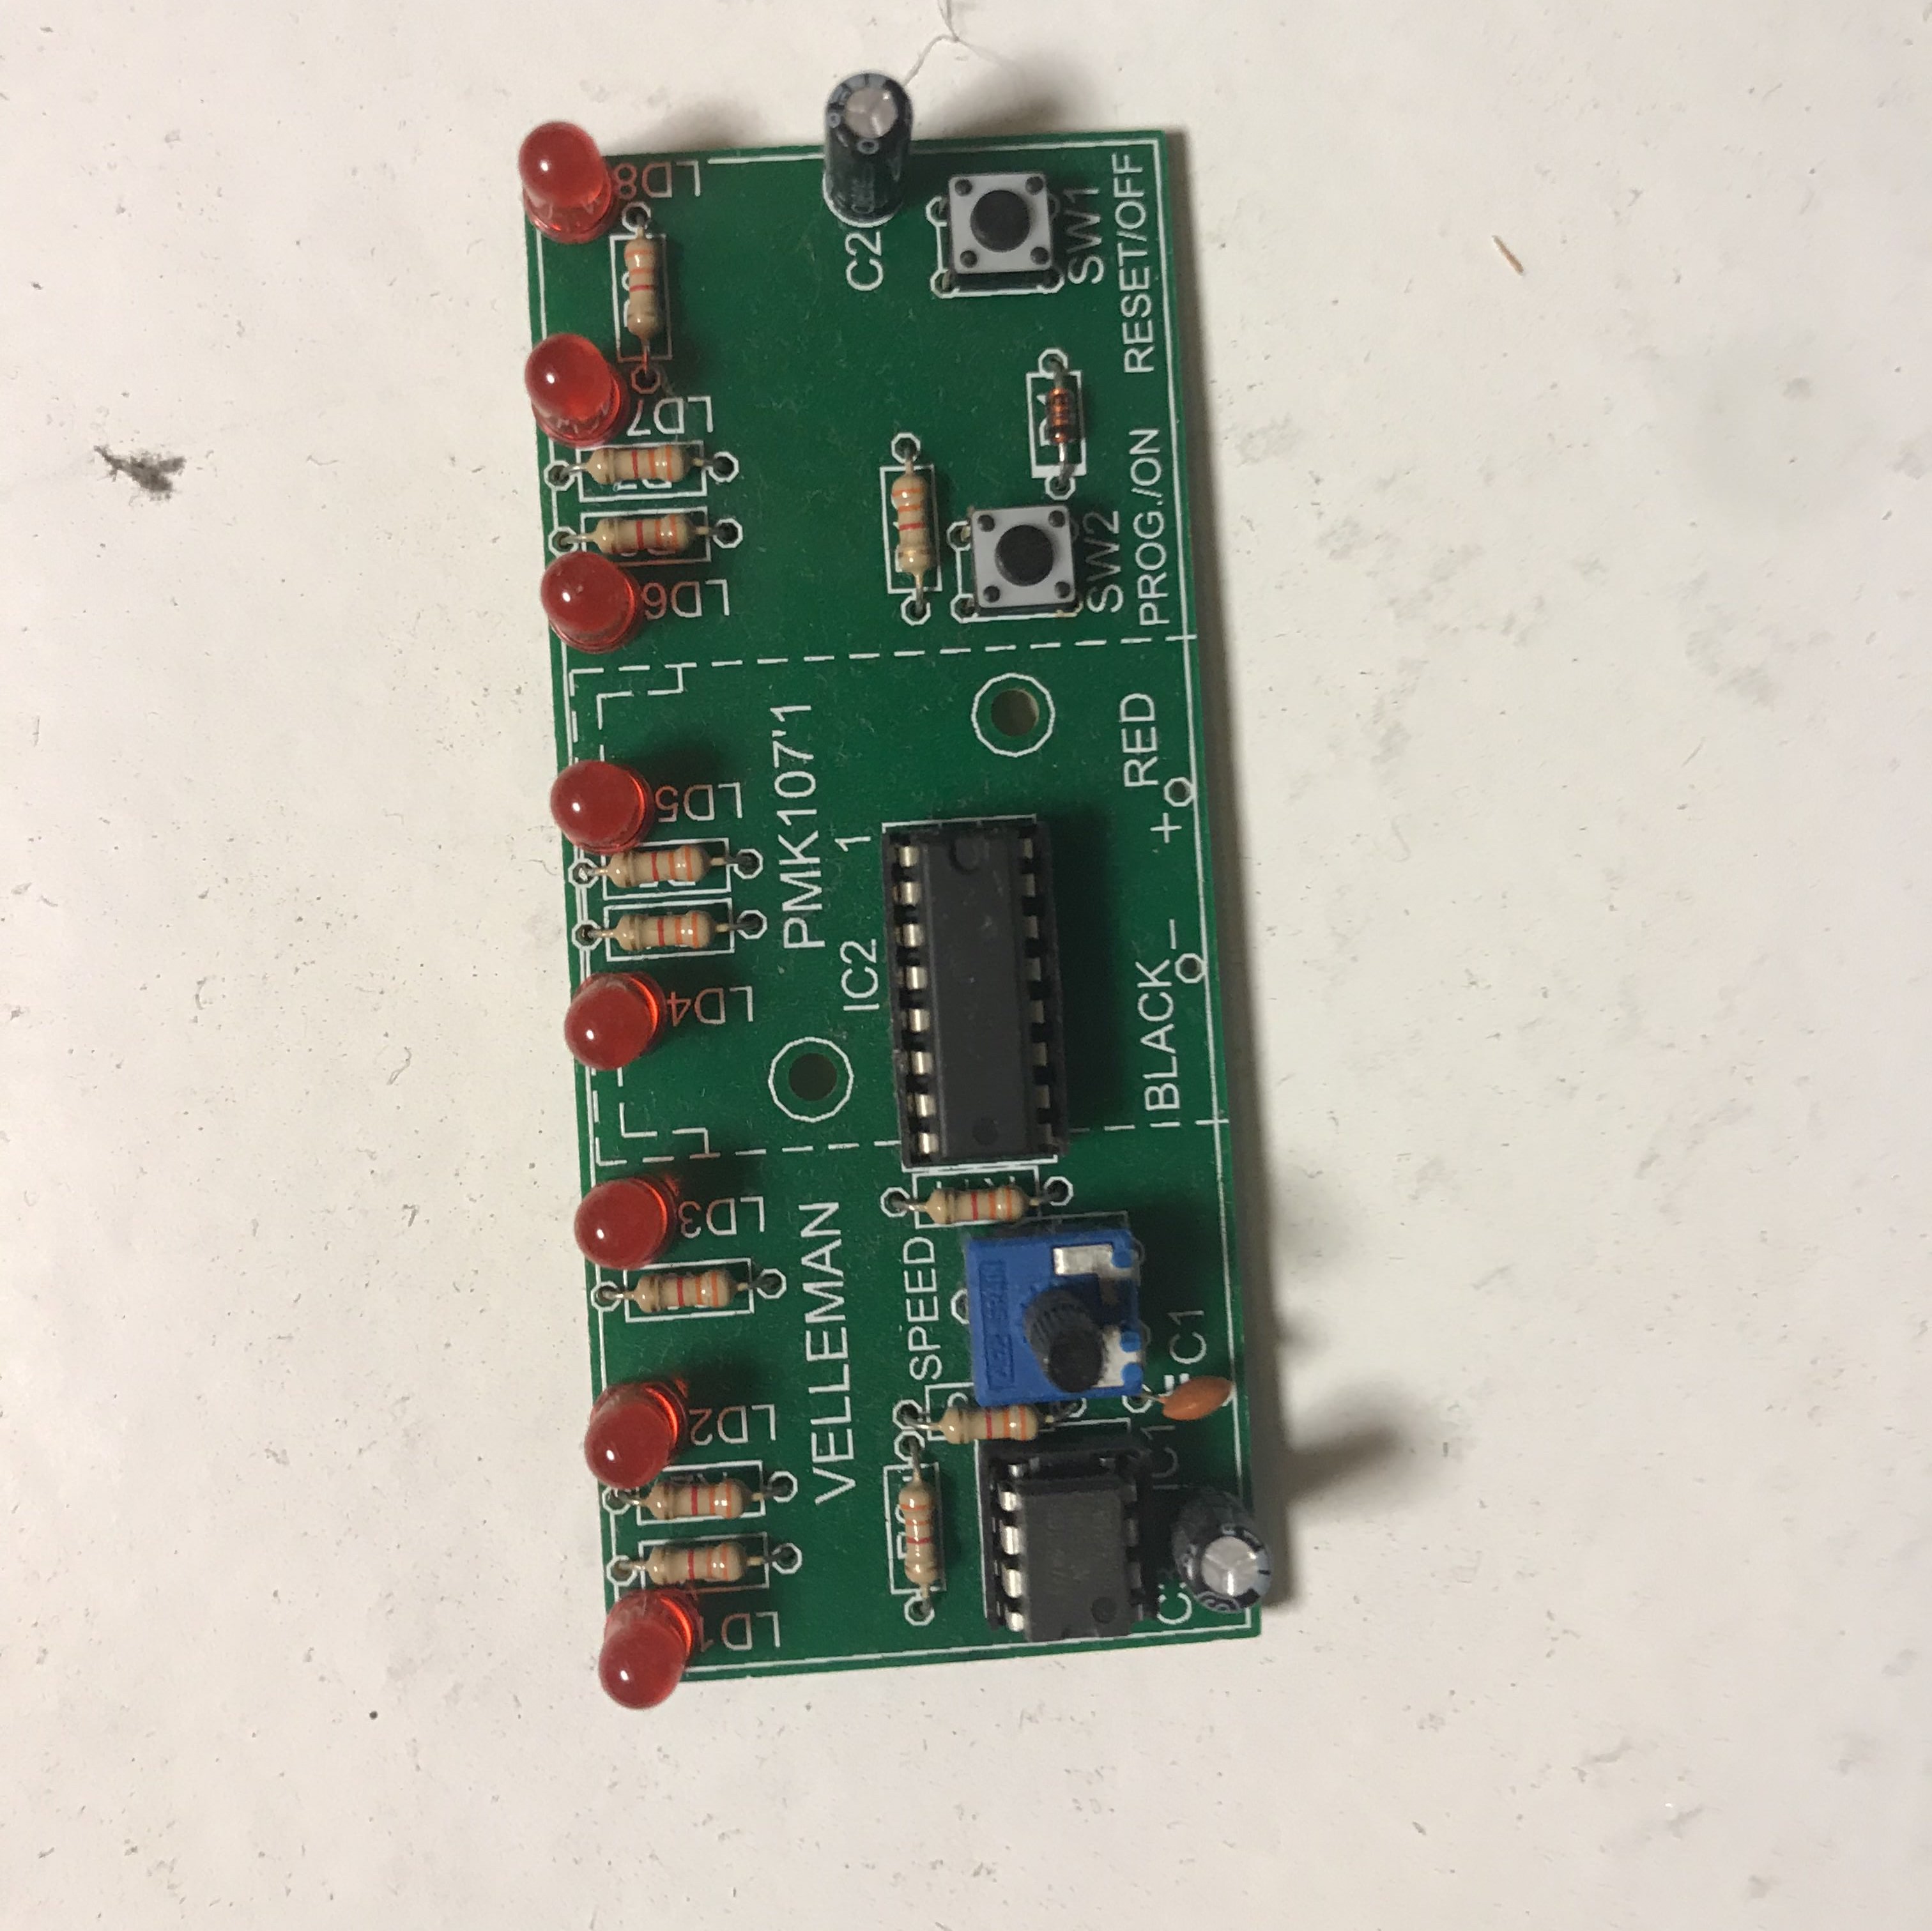 LD8
C2
SW1
RESET/OFF
LD7
PROG./ON
SW2
LD6
PMK107'1
RED
+
LD5
1
IC2
BLACK
-
LD4
LD3
VELLEMAN
SPEED
C1
LD2
LD1